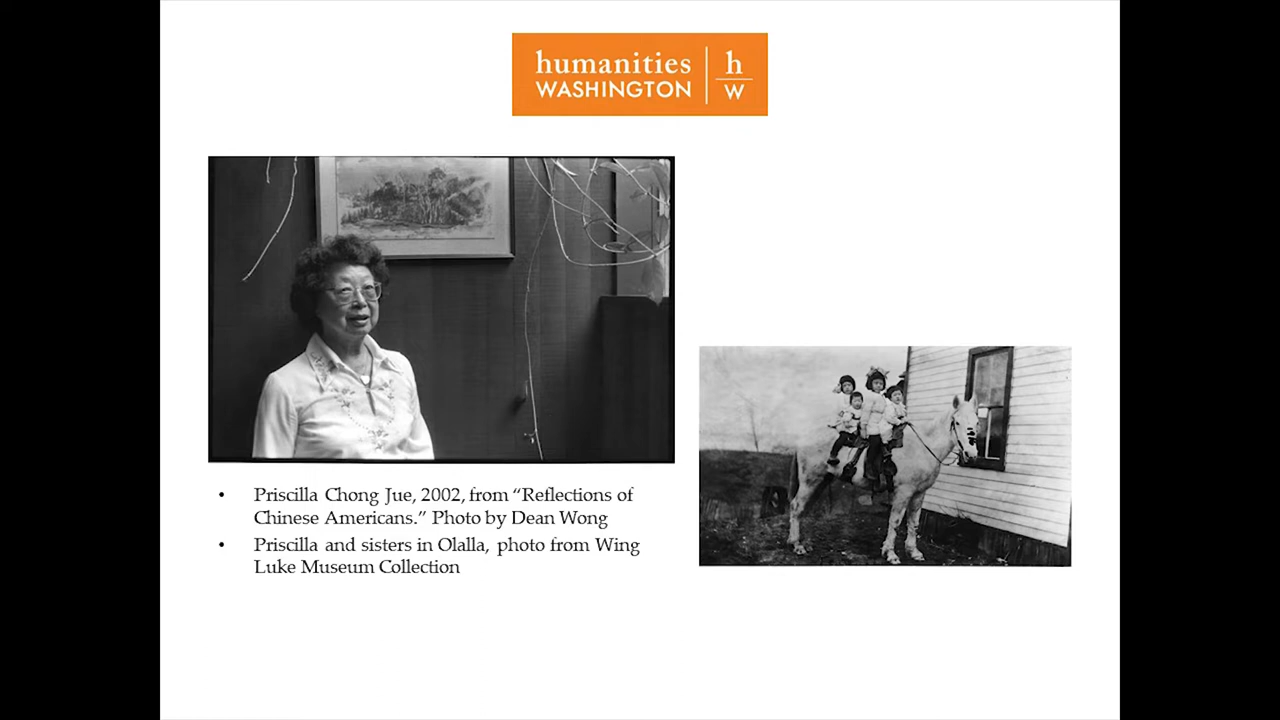 humanities
WASHINGTON
h
w
• Priscilla Chong Jue, 2002, from “Reflections of
Chinese Americans.” Photo by Dean Wong
• Priscilla and sisters in Olalla, photo from Wing
Luke Museum Collection